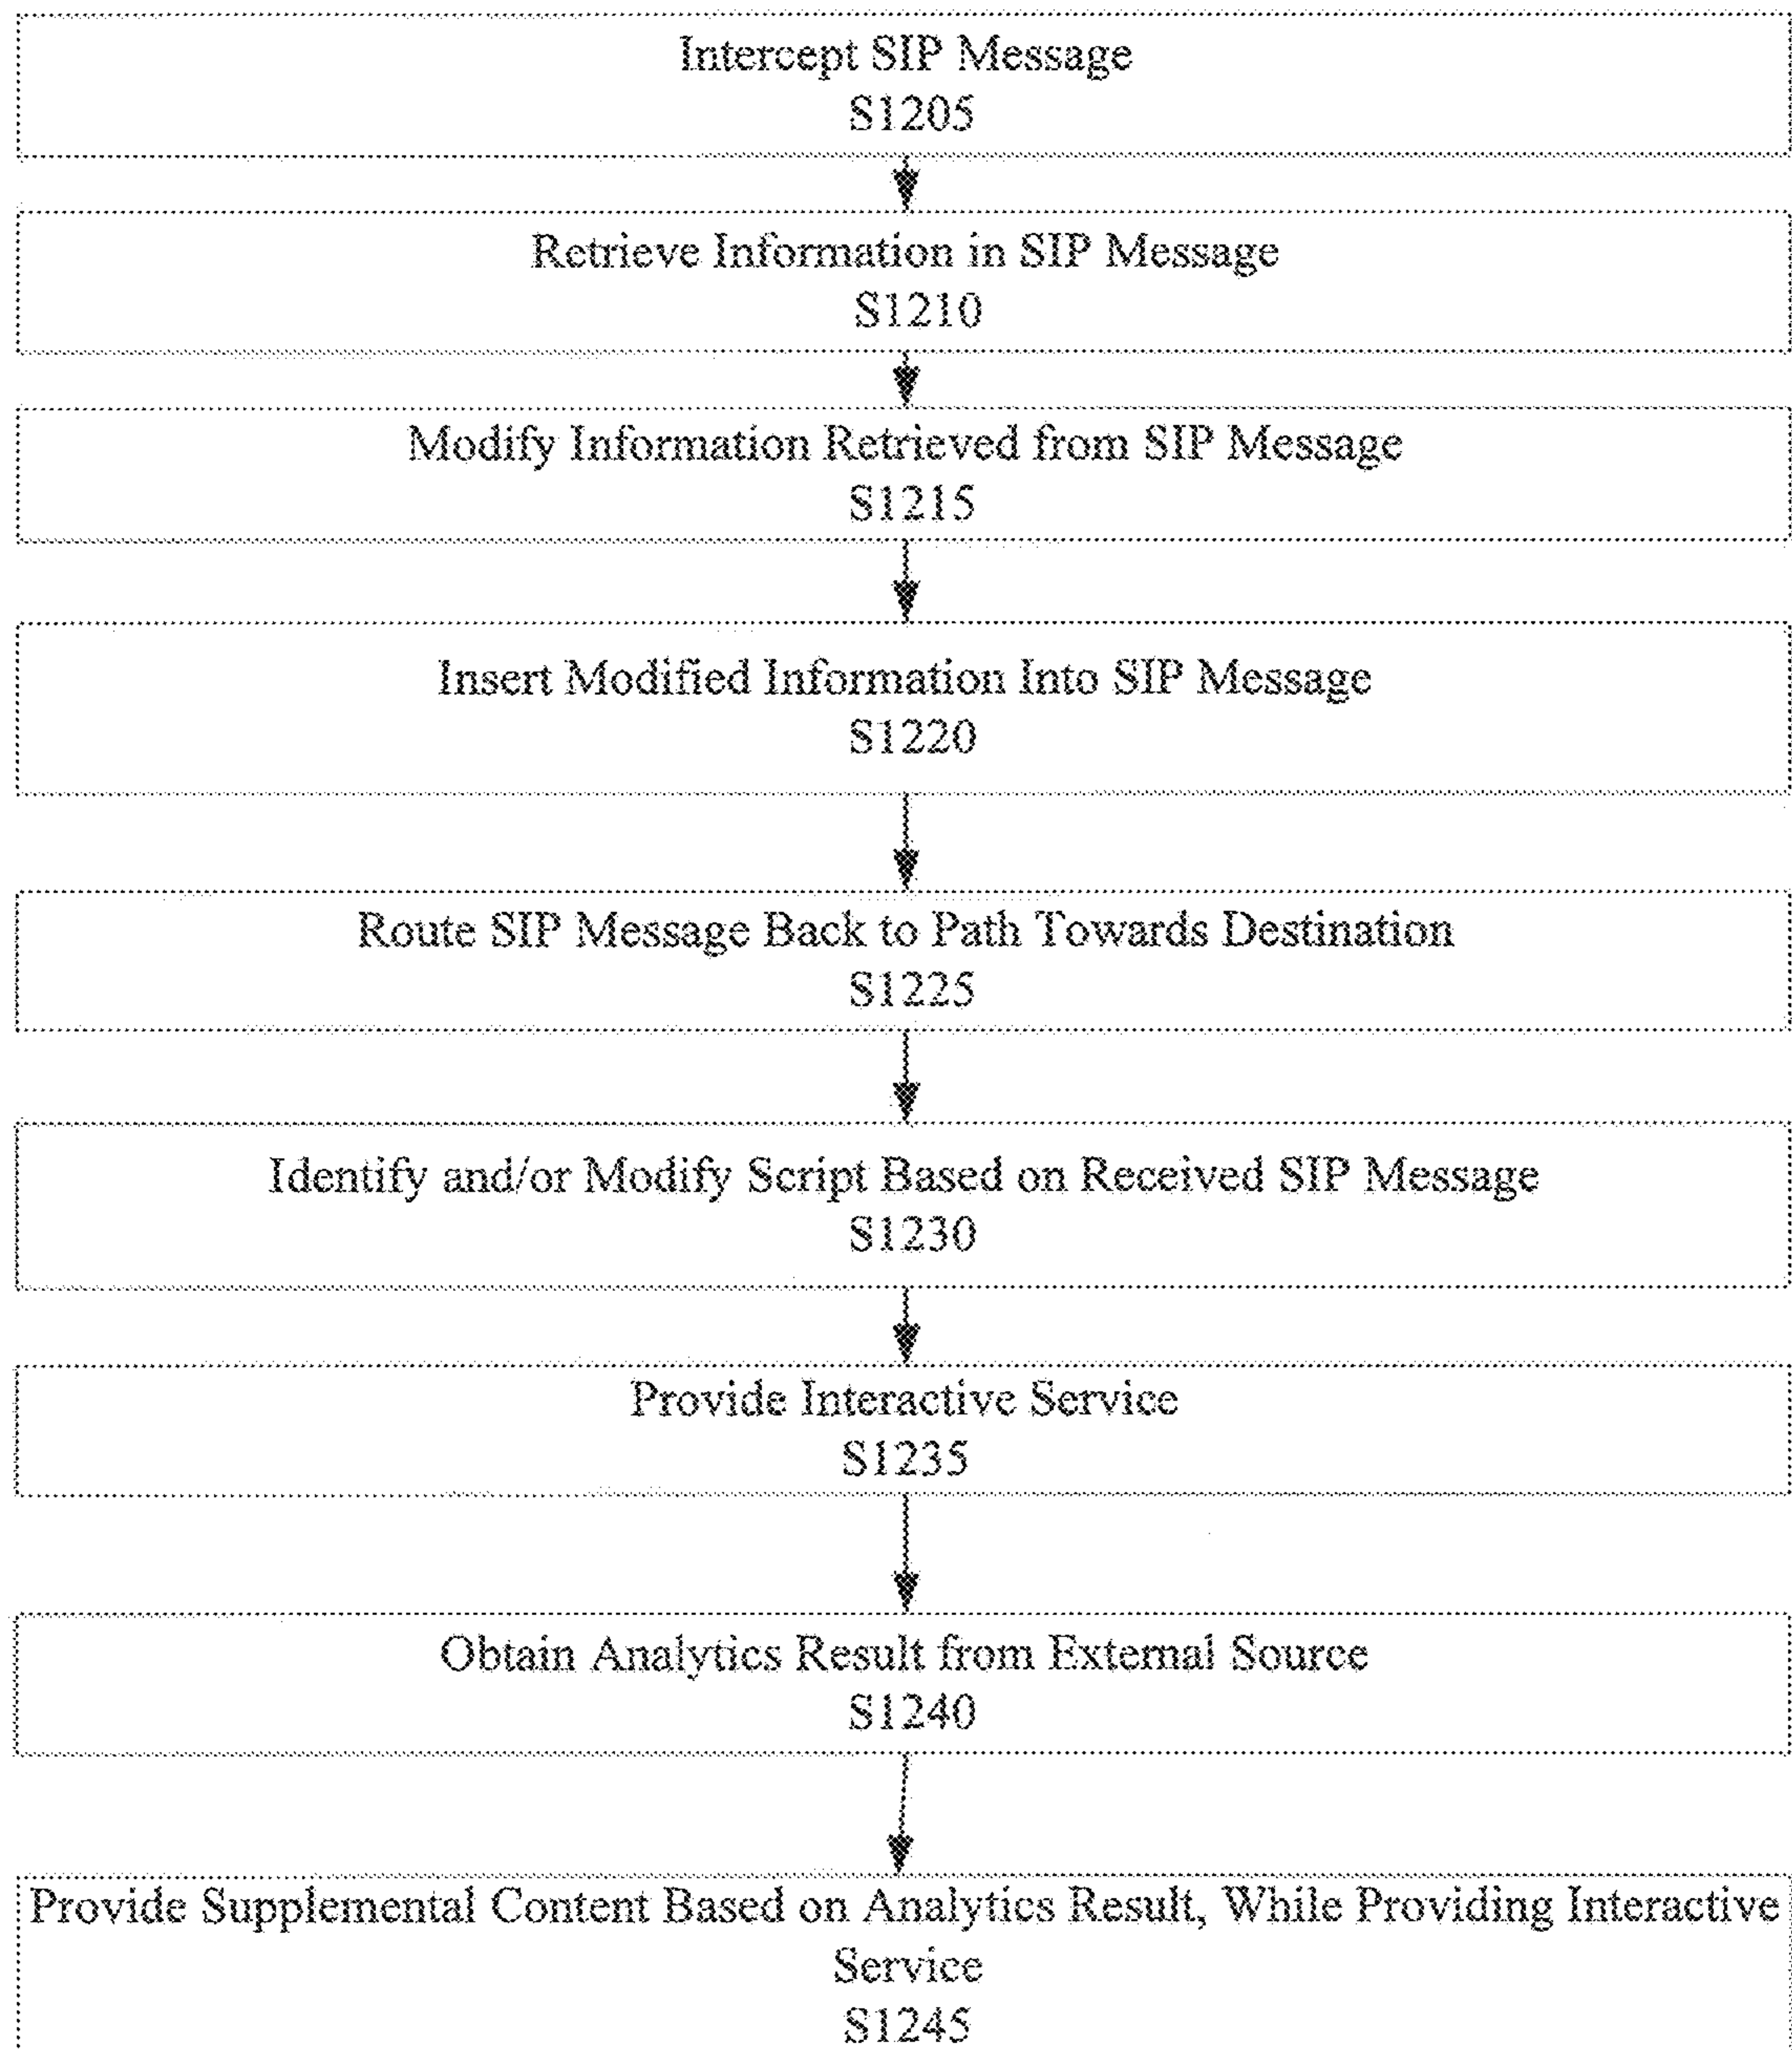 Intercept SIP Message
S1205
Retrieve Information in SIP Message
S1210
Modify Information Retrieved from SIP Message
S1215
Insert Modified Information Into SIP Message
S1220
Route SIP Message Back to Path Towards Destination
S1225
Identify and/or Modify Script Based on Received SIP Message
S1230
Provide Interactive Service
S1235
Obtain Analytics Result from External Source
S1240
Provide Supplemental Content Based on Analytics Result, While Providing Interactive
Service
S1245